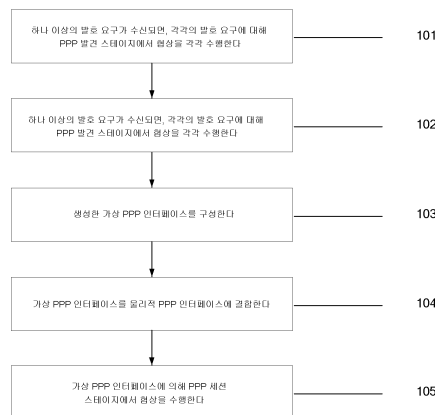 하나 이상의 발호 요구가 수신되면, 각각의 발호 요구에 대해
PPP 발견 스테이지에서 협상을 각각 수행한다
101
하나 이상의 발호 요구가 수신되면, 각각의 발호 요구에 대해
PPP 발견 스테이지에서 협상을 각각 수행한다
102
생성한 가상 PPP 인터페이스를 구성한다
103
가상 PPP 인터페이스를 물리적 PPP 인터페이스에 결합한다
104
가상 PPP 인터페이스에 의해 PPP 세션
스테이지에서 협상을 수행한다
105